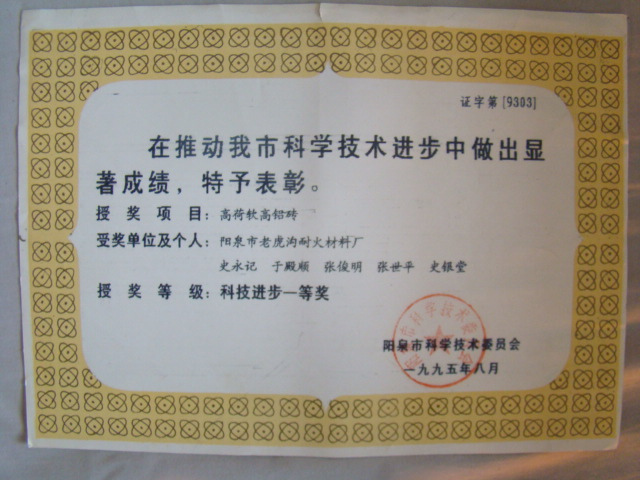 证字第[9303]
在推动我市科学技术进步中做出显
著成绩，特予表彰。
授奖项目：高荷软高铝砖
受奖单位及个人：阳泉市老虎沟耐火材料厂
史永记 于殿顺 张俊明 张世平 史银堂
授奖等级：科技进步一等奖
阳泉市科学技术委员会
一九九五年八月